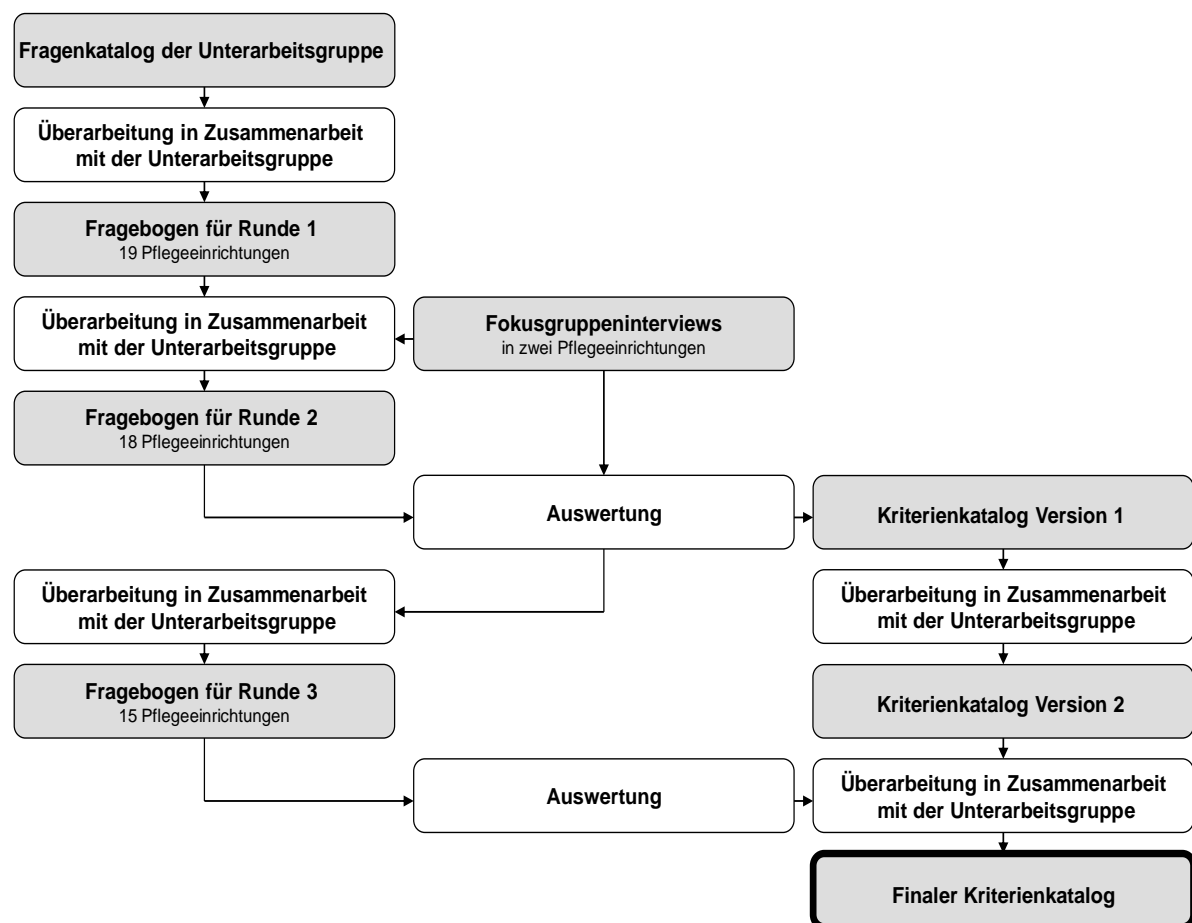 Fragenkatalog der Unterarbeitsgruppe
Überarbeitung in Zusammenarbeit
mit der Unterarbeitsgruppe
Fragebogen für Runde 1
19 Pflegeeinrichtungen
Überarbeitung in Zusammenarbeit
mit der Unterarbeitsgruppe
Fokusgruppeninterviews
in zwei Pflegeeinrichtungen
Fragebogen für Runde 2
18 Pflegeeinrichtungen
Auswertung
Kriterienkatalog Version 1
Überarbeitung in Zusammenarbeit
mit der Unterarbeitsgruppe
Überarbeitung in Zusammenarbeit
mit der Unterarbeitsgruppe
Fragebogen für Runde 3
15 Pflegeeinrichtungen
Kriterienkatalog Version 2
Auswertung
Überarbeitung in Zusammenarbeit
mit der Unterarbeitsgruppe
Finaler Kriterienkatalog